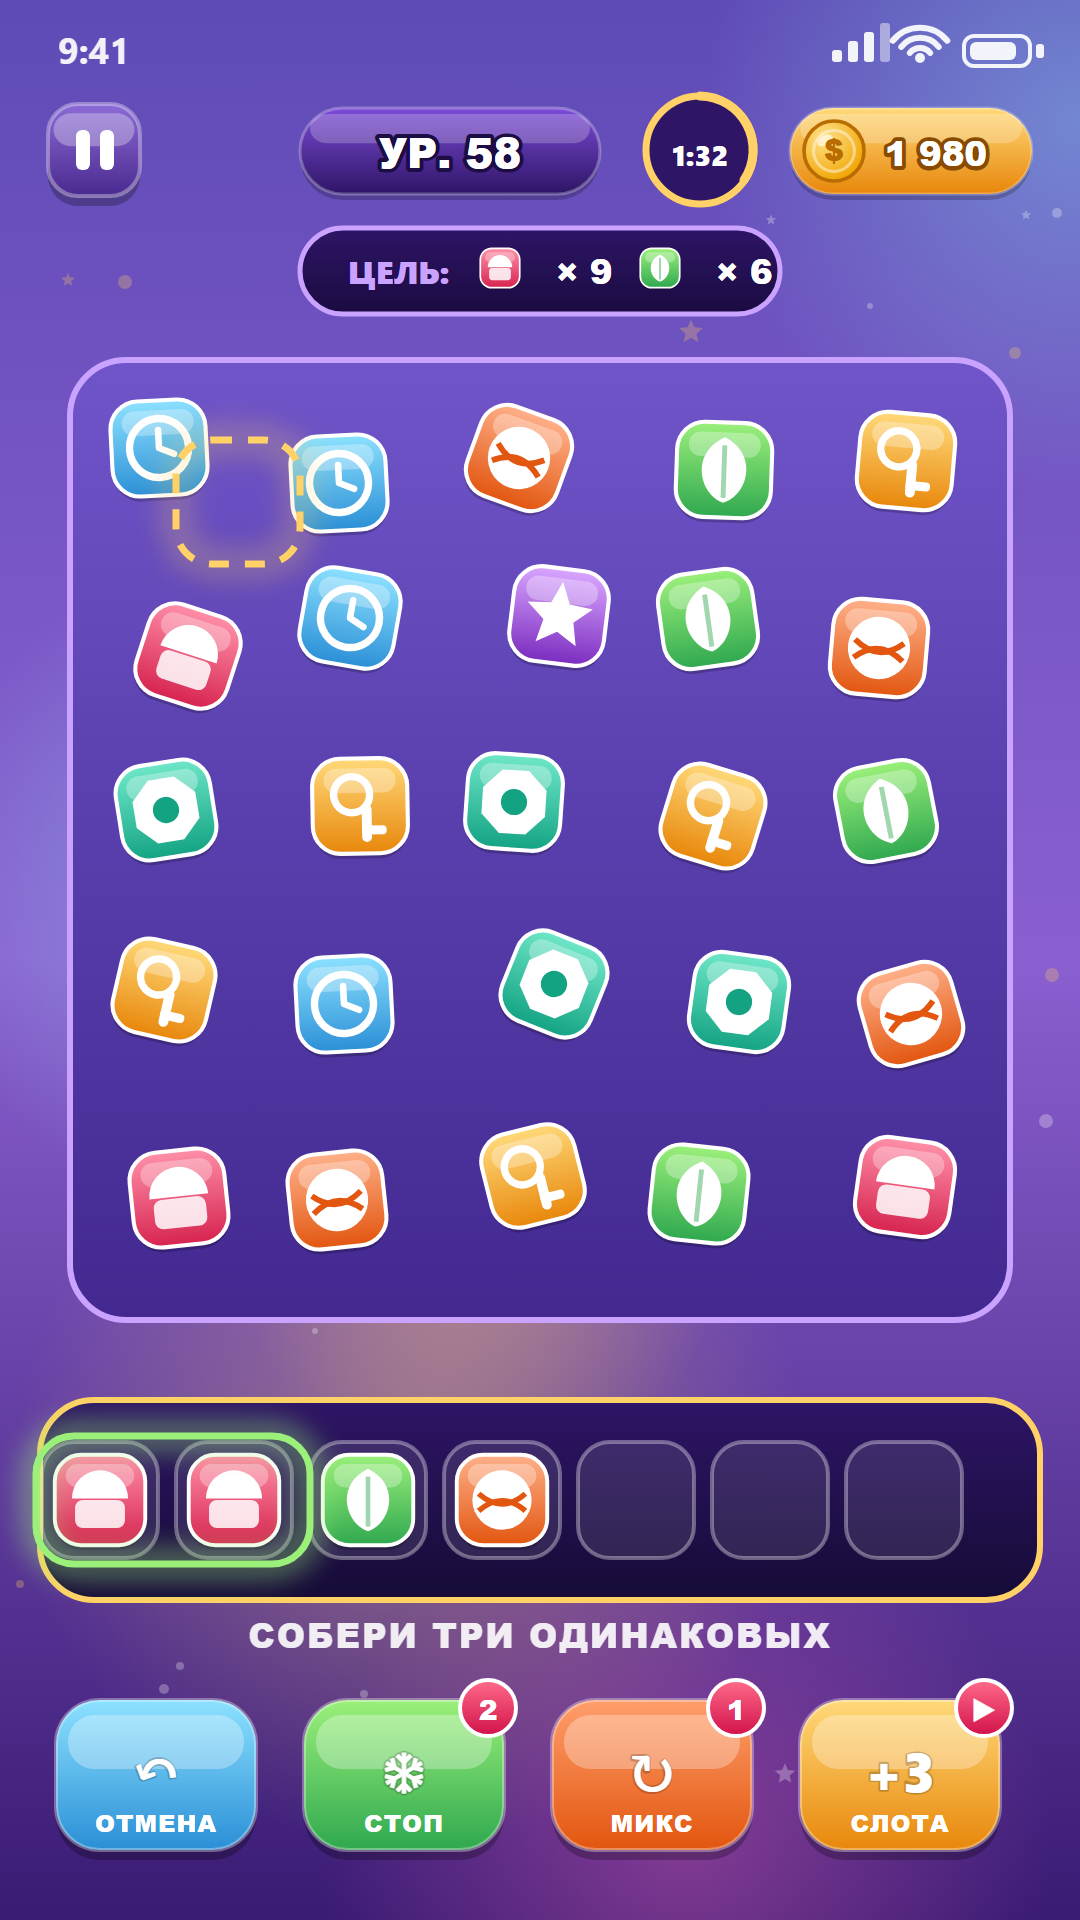 9:41
УР. 58
1:32
$ 1 980
ЦЕЛЬ: × 9 × 6
СОБЕРИ ТРИ ОДИНАКОВЫХ
2
1
↶
❄
↻
+3
ОТМЕНА
СТОП
МИКС
СЛОТА